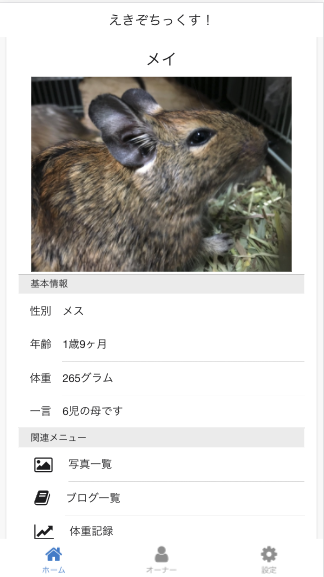 えきぞちっくす！
メイ
基本情報
性別 メス
年齢 1歳9ヶ月
体重 265グラム
一言 6児の母です
関連メニュー
写真一覧
ブログ一覧
体重記録
ホーム オーナー 設定